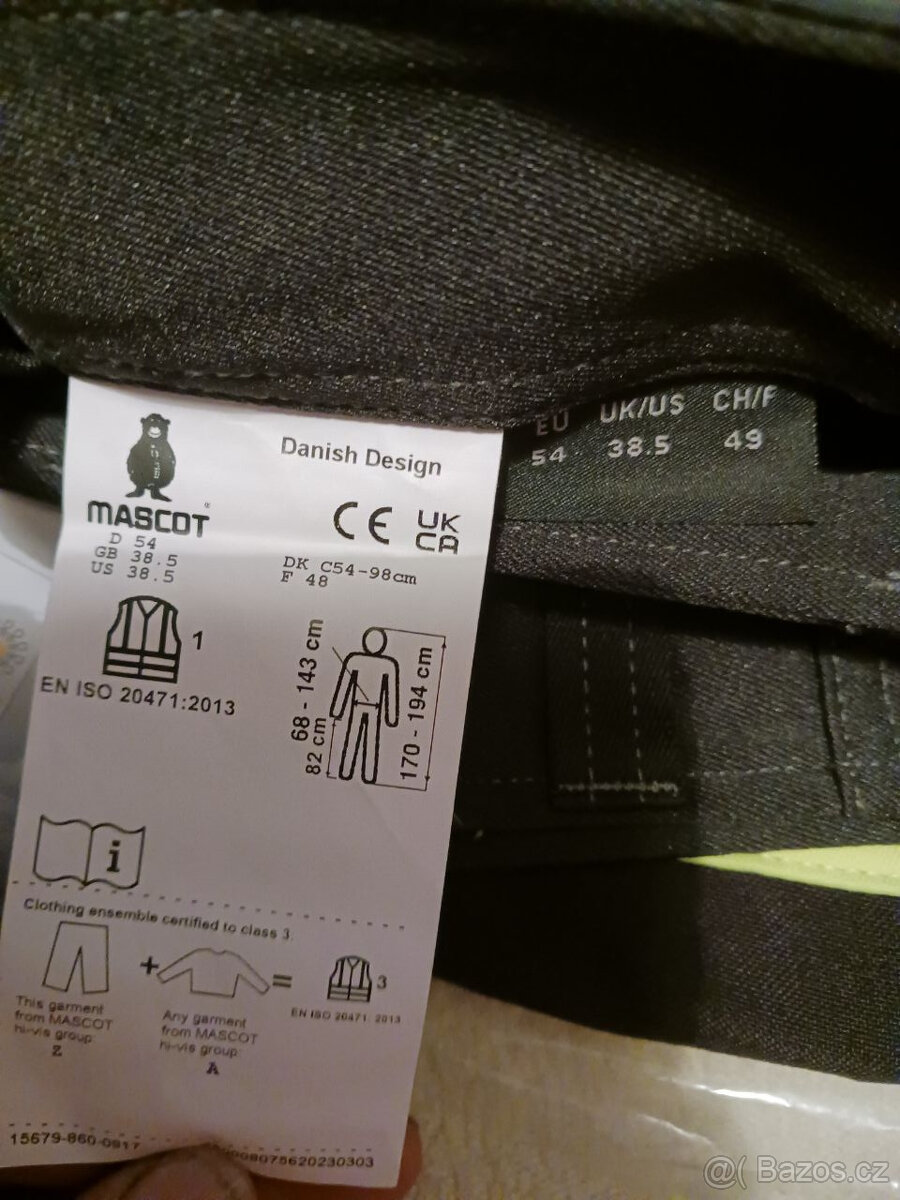 EU UK/US CH/F
54 38.5 49
Danish Design
MASCOT®
D 54
GB 38.5
US 38.5
CE UK CA
DK C54-98cm
F 48
1
EN ISO 20471:2013
68 - 143 cm
82 cm
170 - 194 cm
i
Clothing ensemble certified to class 3
+ = 3
This garment
from MASCOT
hi-vis group:
Z
Any garment
from MASCOT
hi-vis group:
A
EN ISO 20471: 2013
15679-860-0917
008075620230303
@( Bazos.cz